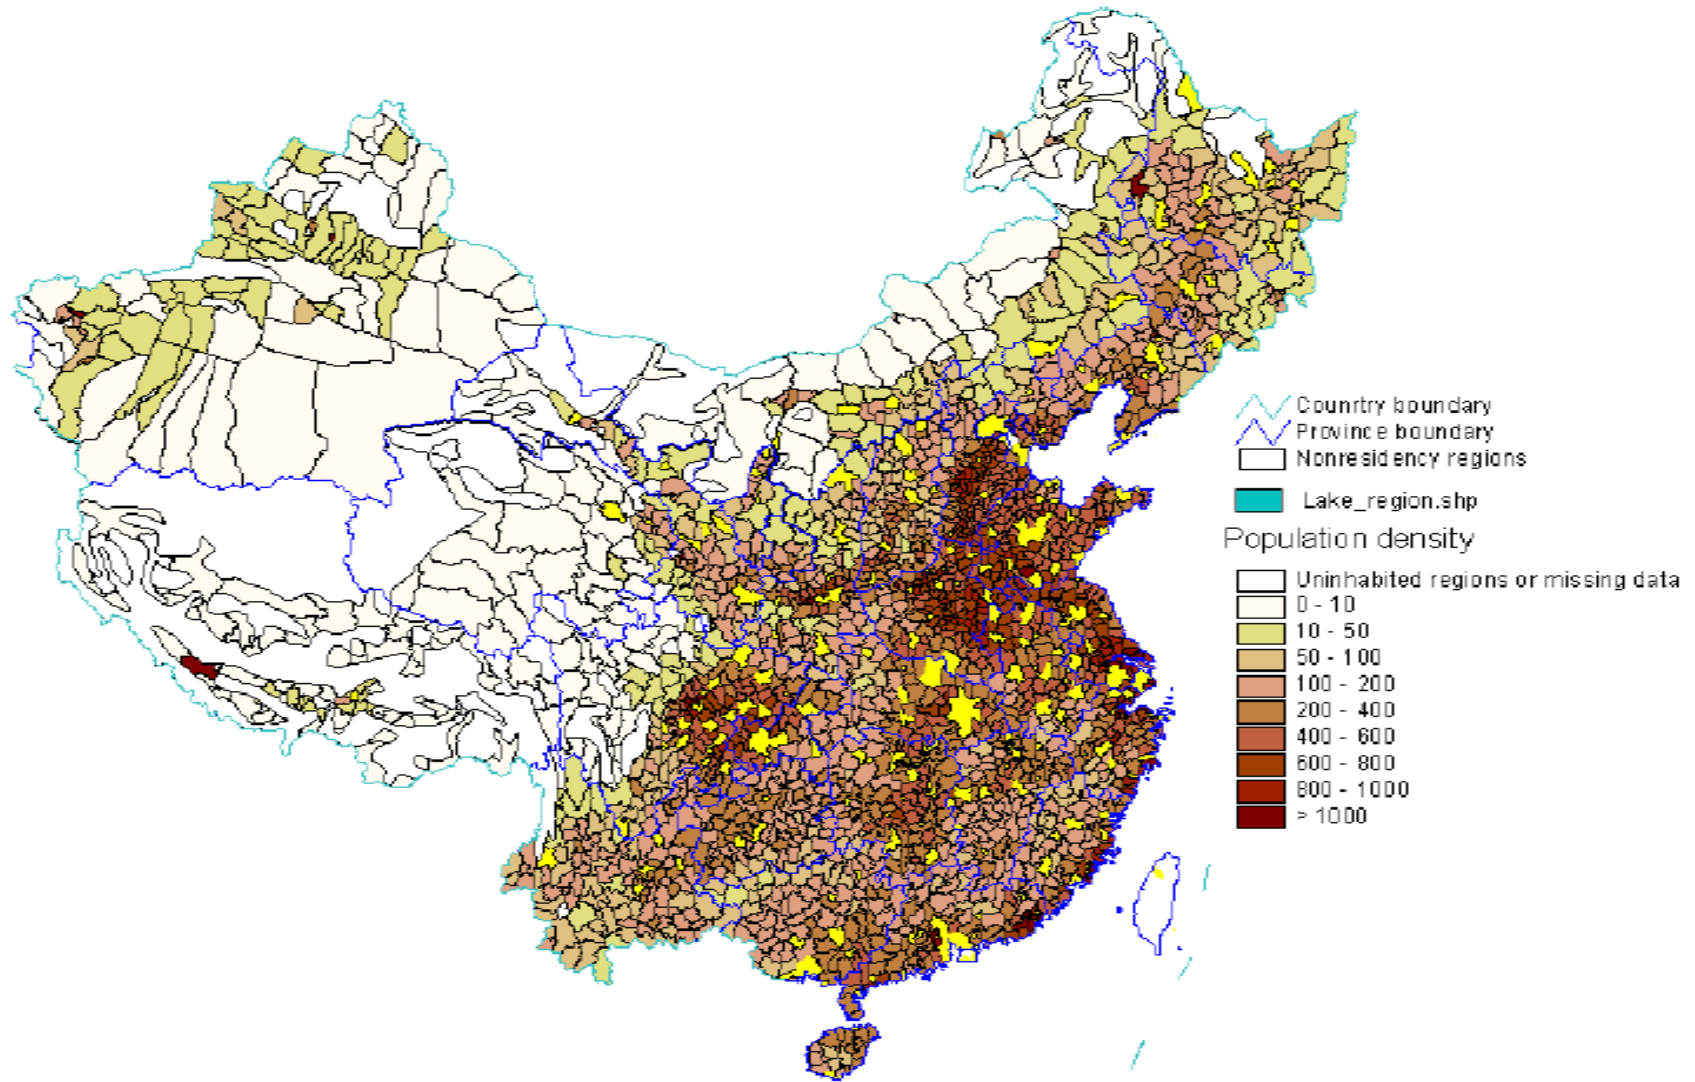 Counrtry boundary
Province boundary
Nonresidency regions
Lake_region.shp
Population density
Uninhabited regions or missing data
0 - 10
10 - 50
50 - 100
100 - 200
200 - 400
400 - 600
600 - 800
800 - 1000
> 1000